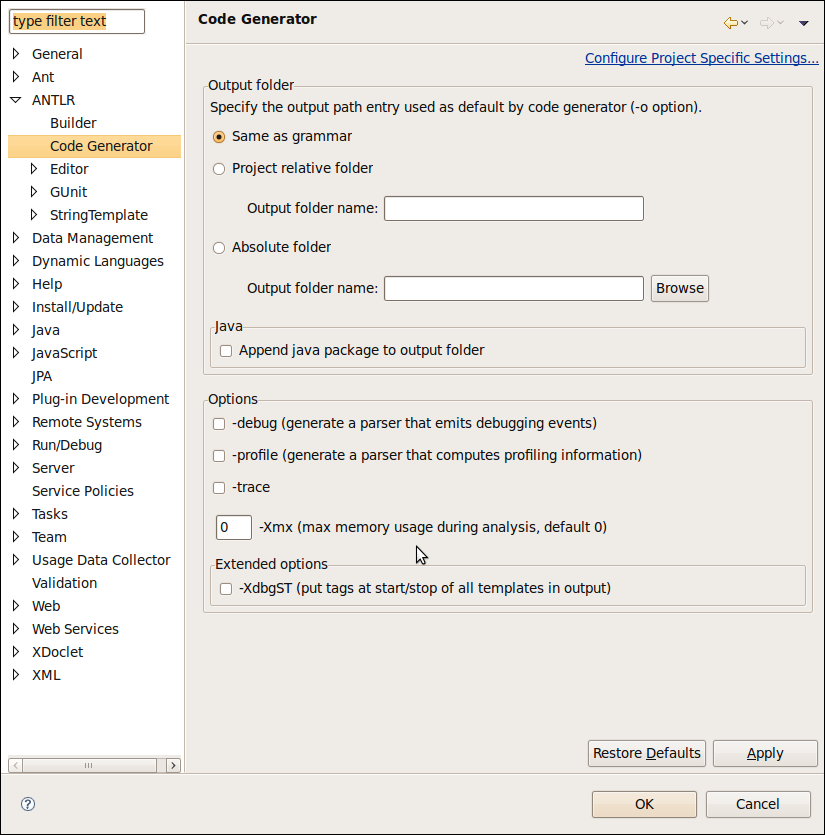 type filter text
General
Ant
ANTLR
Builder
Code Generator
Editor
GUnit
StringTemplate
Data Management
Dynamic Languages
Help
Install/Update
Java
JavaScript
JPA
Plug-in Development
Remote Systems
Run/Debug
Server
Service Policies
Tasks
Team
Usage Data Collector
Validation
Web
Web Services
XDoclet
XML
Code Generator
Configure Project Specific Settings...
Output folder
Specify the output path entry used as default by code generator (-o option).
Same as grammar
Project relative folder
Output folder name:
Absolute folder
Output folder name:
Browse
Java
Append java package to output folder
Options
-debug (generate a parser that emits debugging events)
-profile (generate a parser that computes profiling information)
-trace
0 -Xmx (max memory usage during analysis, default 0)
Extended options
-XdbgST (put tags at start/stop of all templates in output)
Restore Defaults
Apply
?
OK
Cancel